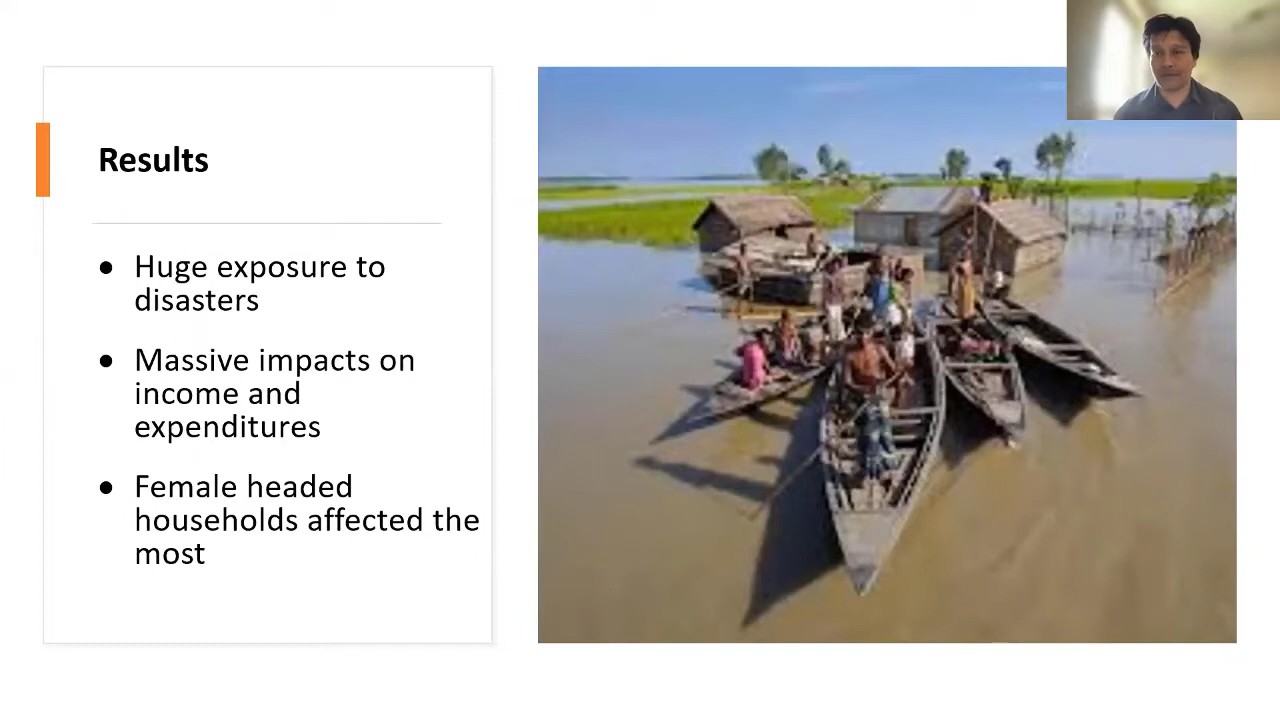 Results
● Huge exposure to
disasters
● Massive impacts on
income and
expenditures
● Female headed
households affected the
most